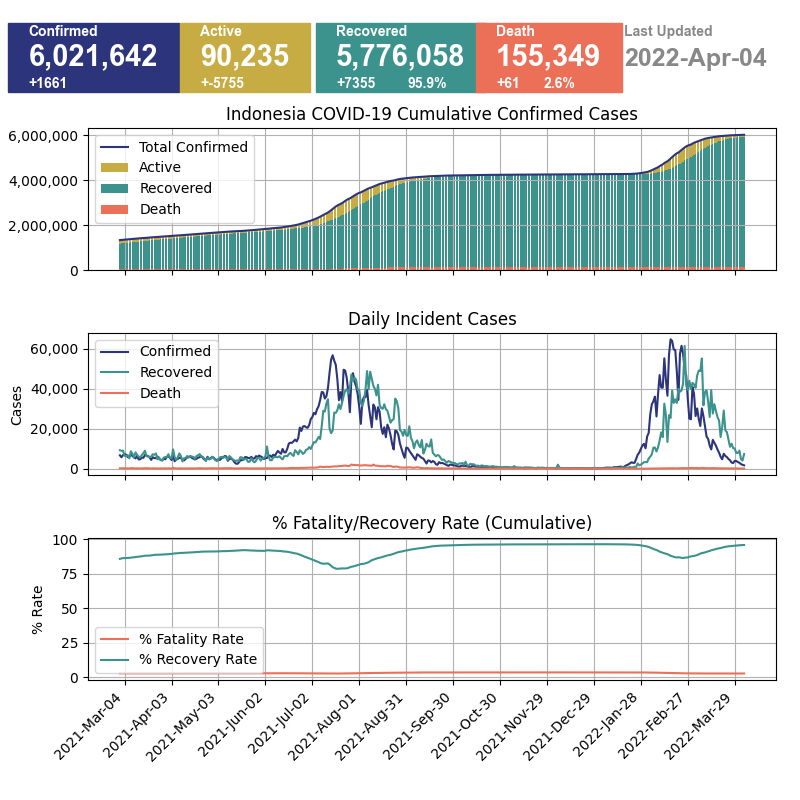 Confirmed
6,021,642
+1661
Active
90,235
+-5755
Recovered
5,776,058
+7355 95.9%
Death
155,349
+61 2.6%
Last Updated
2022-Apr-04
Indonesia COVID-19 Cumulative Confirmed Cases
6,000,000
4,000,000
2,000,000
0
Total Confirmed
Active
Recovered
Death
Daily Incident Cases
Cases
60,000
40,000
20,000
0
Confirmed
Recovered
Death
% Fatality/Recovery Rate (Cumulative)
% Rate
100
75
50
25
0
% Fatality Rate
% Recovery Rate
2021-Mar-04
2021-Apr-03
2021-May-03
2021-Jun-02
2021-Jul-02
2021-Aug-01
2021-Aug-31
2021-Sep-30
2021-Oct-30
2021-Nov-29
2021-Dec-29
2022-Jan-28
2022-Feb-27
2022-Mar-29